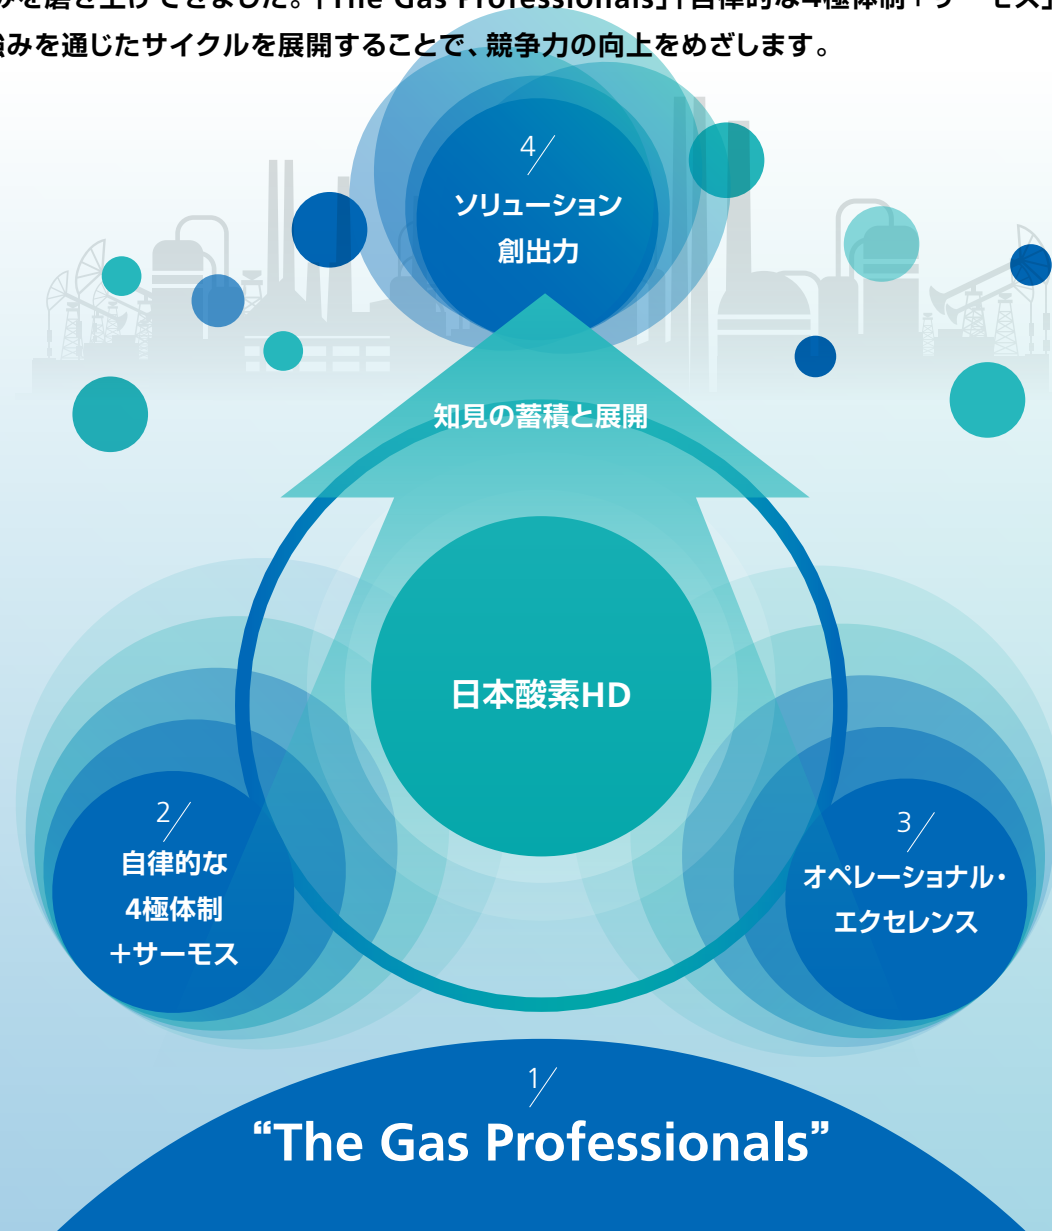 みを磨き上げてきました。「The Gas Professionals」「自律的な4極体制+サーモス」
強みを通じたサイクルを展開することで、競争力の向上をめざします。
4/
ソリューション
創出力
知見の蓄積と展開
日本酸素HD
2/
自律的な
4極体制
+サーモス
3/
オペレーショナル・
エクセレンス
1/
“The Gas Professionals”